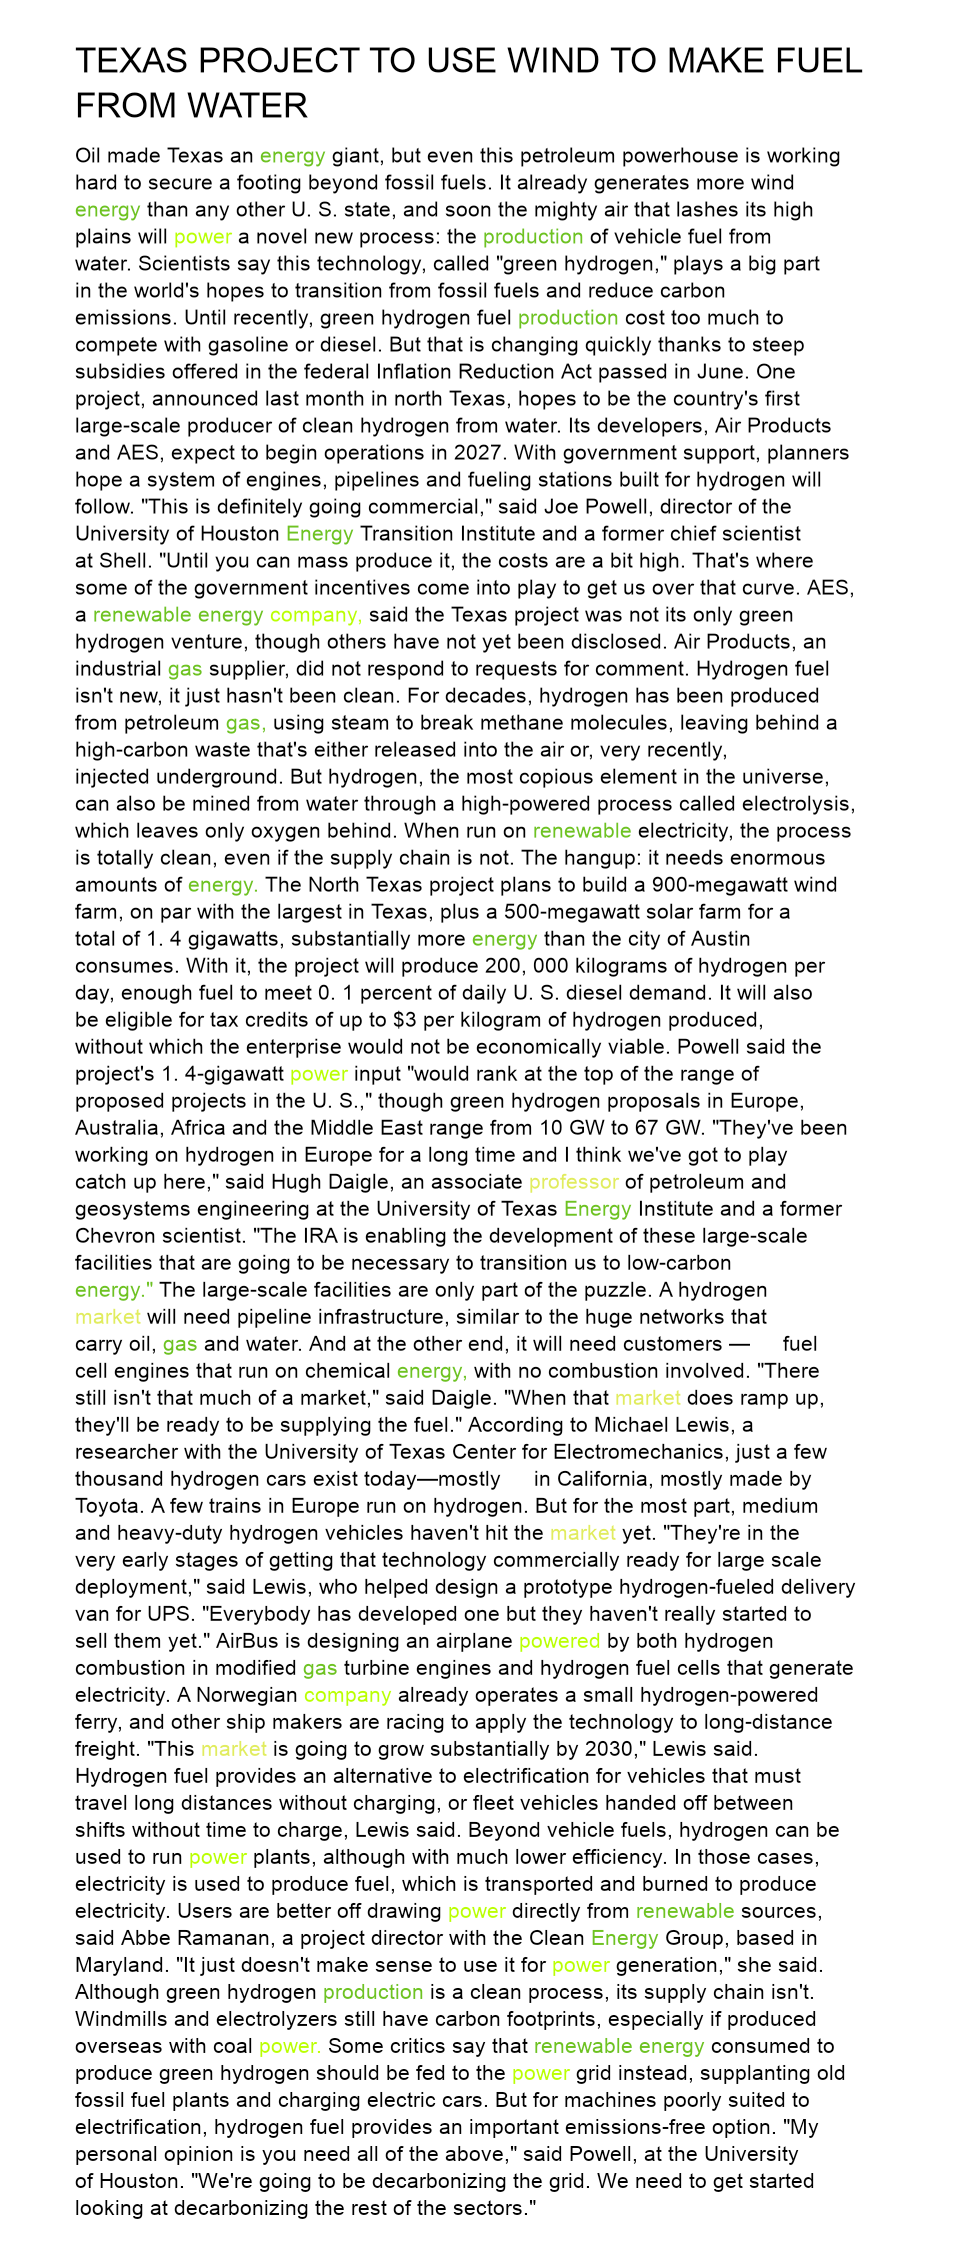 TEXAS PROJECT TO USE WIND TO MAKE FUEL
FROM WATER
Oil made Texas an energy giant, but even this petroleum powerhouse is working
hard to secure a footing beyond fossil fuels. It already generates more wind
energy than any other U. S. state, and soon the mighty air that lashes its high
plains will power a novel new process: the production of vehicle fuel from
water. Scientists say this technology, called "green hydrogen," plays a big part
in the world's hopes to transition from fossil fuels and reduce carbon
emissions. Until recently, green hydrogen fuel production cost too much to
compete with gasoline or diesel. But that is changing quickly thanks to steep
subsidies offered in the federal Inflation Reduction Act passed in June. One
project, announced last month in north Texas, hopes to be the country's first
large-scale producer of clean hydrogen from water. Its developers, Air Products
and AES, expect to begin operations in 2027. With government support, planners
hope a system of engines, pipelines and fueling stations built for hydrogen will
follow. "This is definitely going commercial," said Joe Powell, director of the
University of Houston Energy Transition Institute and a former chief scientist
at Shell. "Until you can mass produce it, the costs are a bit high. That's where
some of the government incentives come into play to get us over that curve. AES,
a renewable energy company, said the Texas project was not its only green
hydrogen venture, though others have not yet been disclosed. Air Products, an
industrial gas supplier, did not respond to requests for comment. Hydrogen fuel
isn't new, it just hasn't been clean. For decades, hydrogen has been produced
from petroleum gas, using steam to break methane molecules, leaving behind a
high-carbon waste that's either released into the air or, very recently,
injected underground. But hydrogen, the most copious element in the universe,
can also be mined from water through a high-powered process called electrolysis,
which leaves only oxygen behind. When run on renewable electricity, the process
is totally clean, even if the supply chain is not. The hangup: it needs enormous
amounts of energy. The North Texas project plans to build a 900-megawatt wind
farm, on par with the largest in Texas, plus a 500-megawatt solar farm for a
total of 1. 4 gigawatts, substantially more energy than the city of Austin
consumes. With it, the project will produce 200, 000 kilograms of hydrogen per
day, enough fuel to meet 0. 1 percent of daily U. S. diesel demand. It will also
be eligible for tax credits of up to $3 per kilogram of hydrogen produced,
without which the enterprise would not be economically viable. Powell said the
project's 1. 4-gigawatt power input "would rank at the top of the range of
proposed projects in the U. S.," though green hydrogen proposals in Europe,
Australia, Africa and the Middle East range from 10 GW to 67 GW. "They've been
working on hydrogen in Europe for a long time and I think we've got to play
catch up here," said Hugh Daigle, an associate professor of petroleum and
geosystems engineering at the University of Texas Energy Institute and a former
Chevron scientist. "The IRA is enabling the development of these large-scale
facilities that are going to be necessary to transition us to low-carbon
energy." The large-scale facilities are only part of the puzzle. A hydrogen
market will need pipeline infrastructure, similar to the huge networks that
carry oil, gas and water. And at the other end, it will need customers — fuel
cell engines that run on chemical energy, with no combustion involved. "There
still isn't that much of a market," said Daigle. "When that market does ramp up,
they'll be ready to be supplying the fuel." According to Michael Lewis, a
researcher with the University of Texas Center for Electromechanics, just a few
thousand hydrogen cars exist today—mostly in California, mostly made by
Toyota. A few trains in Europe run on hydrogen. But for the most part, medium
and heavy-duty hydrogen vehicles haven't hit the market yet. "They're in the
very early stages of getting that technology commercially ready for large scale
deployment," said Lewis, who helped design a prototype hydrogen-fueled delivery
van for UPS. "Everybody has developed one but they haven't really started to
sell them yet." AirBus is designing an airplane powered by both hydrogen
combustion in modified gas turbine engines and hydrogen fuel cells that generate
electricity. A Norwegian company already operates a small hydrogen-powered
ferry, and other ship makers are racing to apply the technology to long-distance
freight. "This market is going to grow substantially by 2030," Lewis said.
Hydrogen fuel provides an alternative to electrification for vehicles that must
travel long distances without charging, or fleet vehicles handed off between
shifts without time to charge, Lewis said. Beyond vehicle fuels, hydrogen can be
used to run power plants, although with much lower efficiency. In those cases,
electricity is used to produce fuel, which is transported and burned to produce
electricity. Users are better off drawing power directly from renewable sources,
said Abbe Ramanan, a project director with the Clean Energy Group, based in
Maryland. "It just doesn't make sense to use it for power generation," she said.
Although green hydrogen production is a clean process, its supply chain isn't.
Windmills and electrolyzers still have carbon footprints, especially if produced
overseas with coal power. Some critics say that renewable energy consumed to
produce green hydrogen should be fed to the power grid instead, supplanting old
fossil fuel plants and charging electric cars. But for machines poorly suited to
electrification, hydrogen fuel provides an important emissions-free option. "My
personal opinion is you need all of the above," said Powell, at the University
of Houston. "We're going to be decarbonizing the grid. We need to get started
looking at decarbonizing the rest of the sectors."